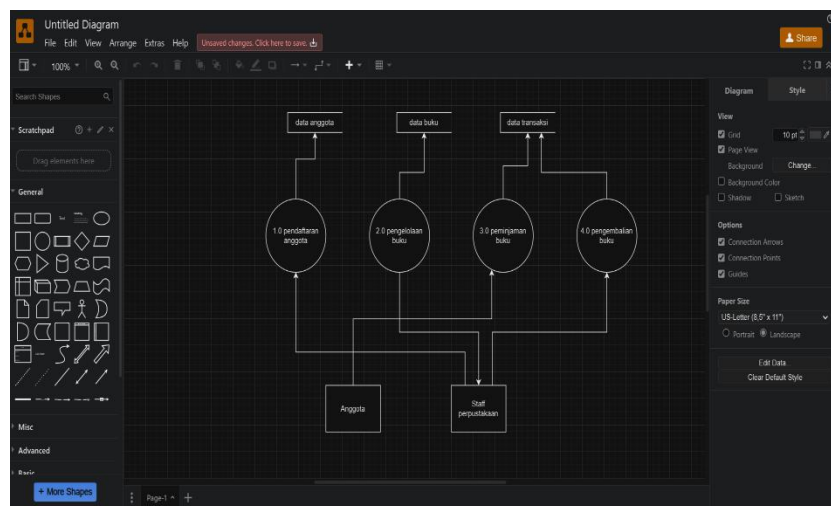 Untitled Diagram
File Edit View Arrange Extras Help Unsaved changes. Click here to save.
Share
100%
Search Shapes
Scratchpad
Drag elements here
General
Misc
Advanced
Basic
+ More Shapes
data anggota
data buku
data transaksi
1.0 pendaftaran
anggota
2.0 pengelolaan
buku
3.0 peminjaman
buku
4.0 pengembalian
buku
Anggota
Staff
perpustakaan
Page-1
Diagram Style
View
Grid 10 pt
Page View
Background Change...
Background Color
Shadow Sketch
Options
Connection Arrows
Connection Points
Guides
Paper Size
US-Letter (8,5" x 11")
Portrait Landscape
Edit Data
Clear Default Style